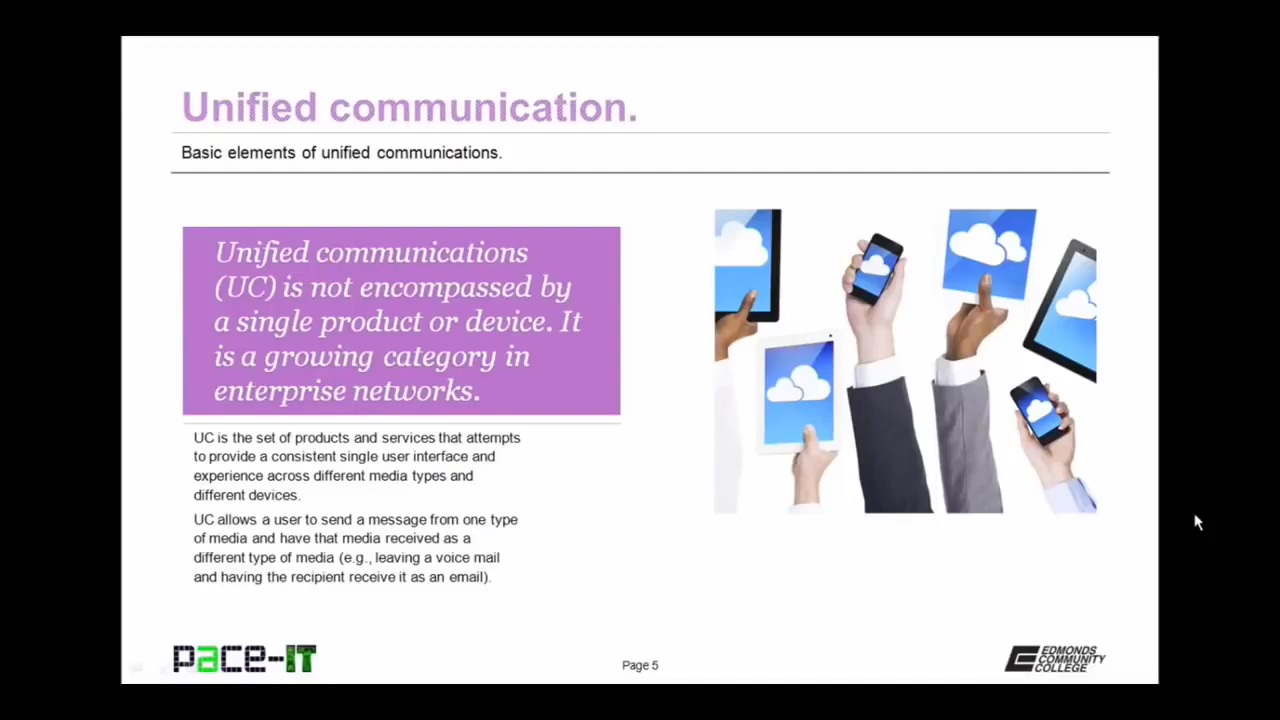 Unified communication.
Basic elements of unified communications.
Unified communications
(UC) is not encompassed by
a single product or device. It
is a growing category in
enterprise networks.
UC is the set of products and services that attempts
to provide a consistent single user interface and
experience across different media types and
different devices.
UC allows a user to send a message from one type
of media and have that media received as a
different type of media (e.g., leaving a voice mail
and having the recipient receive it as an email).
pace-IT
Page 5
EDMONDS
COMMUNITY
COLLEGE